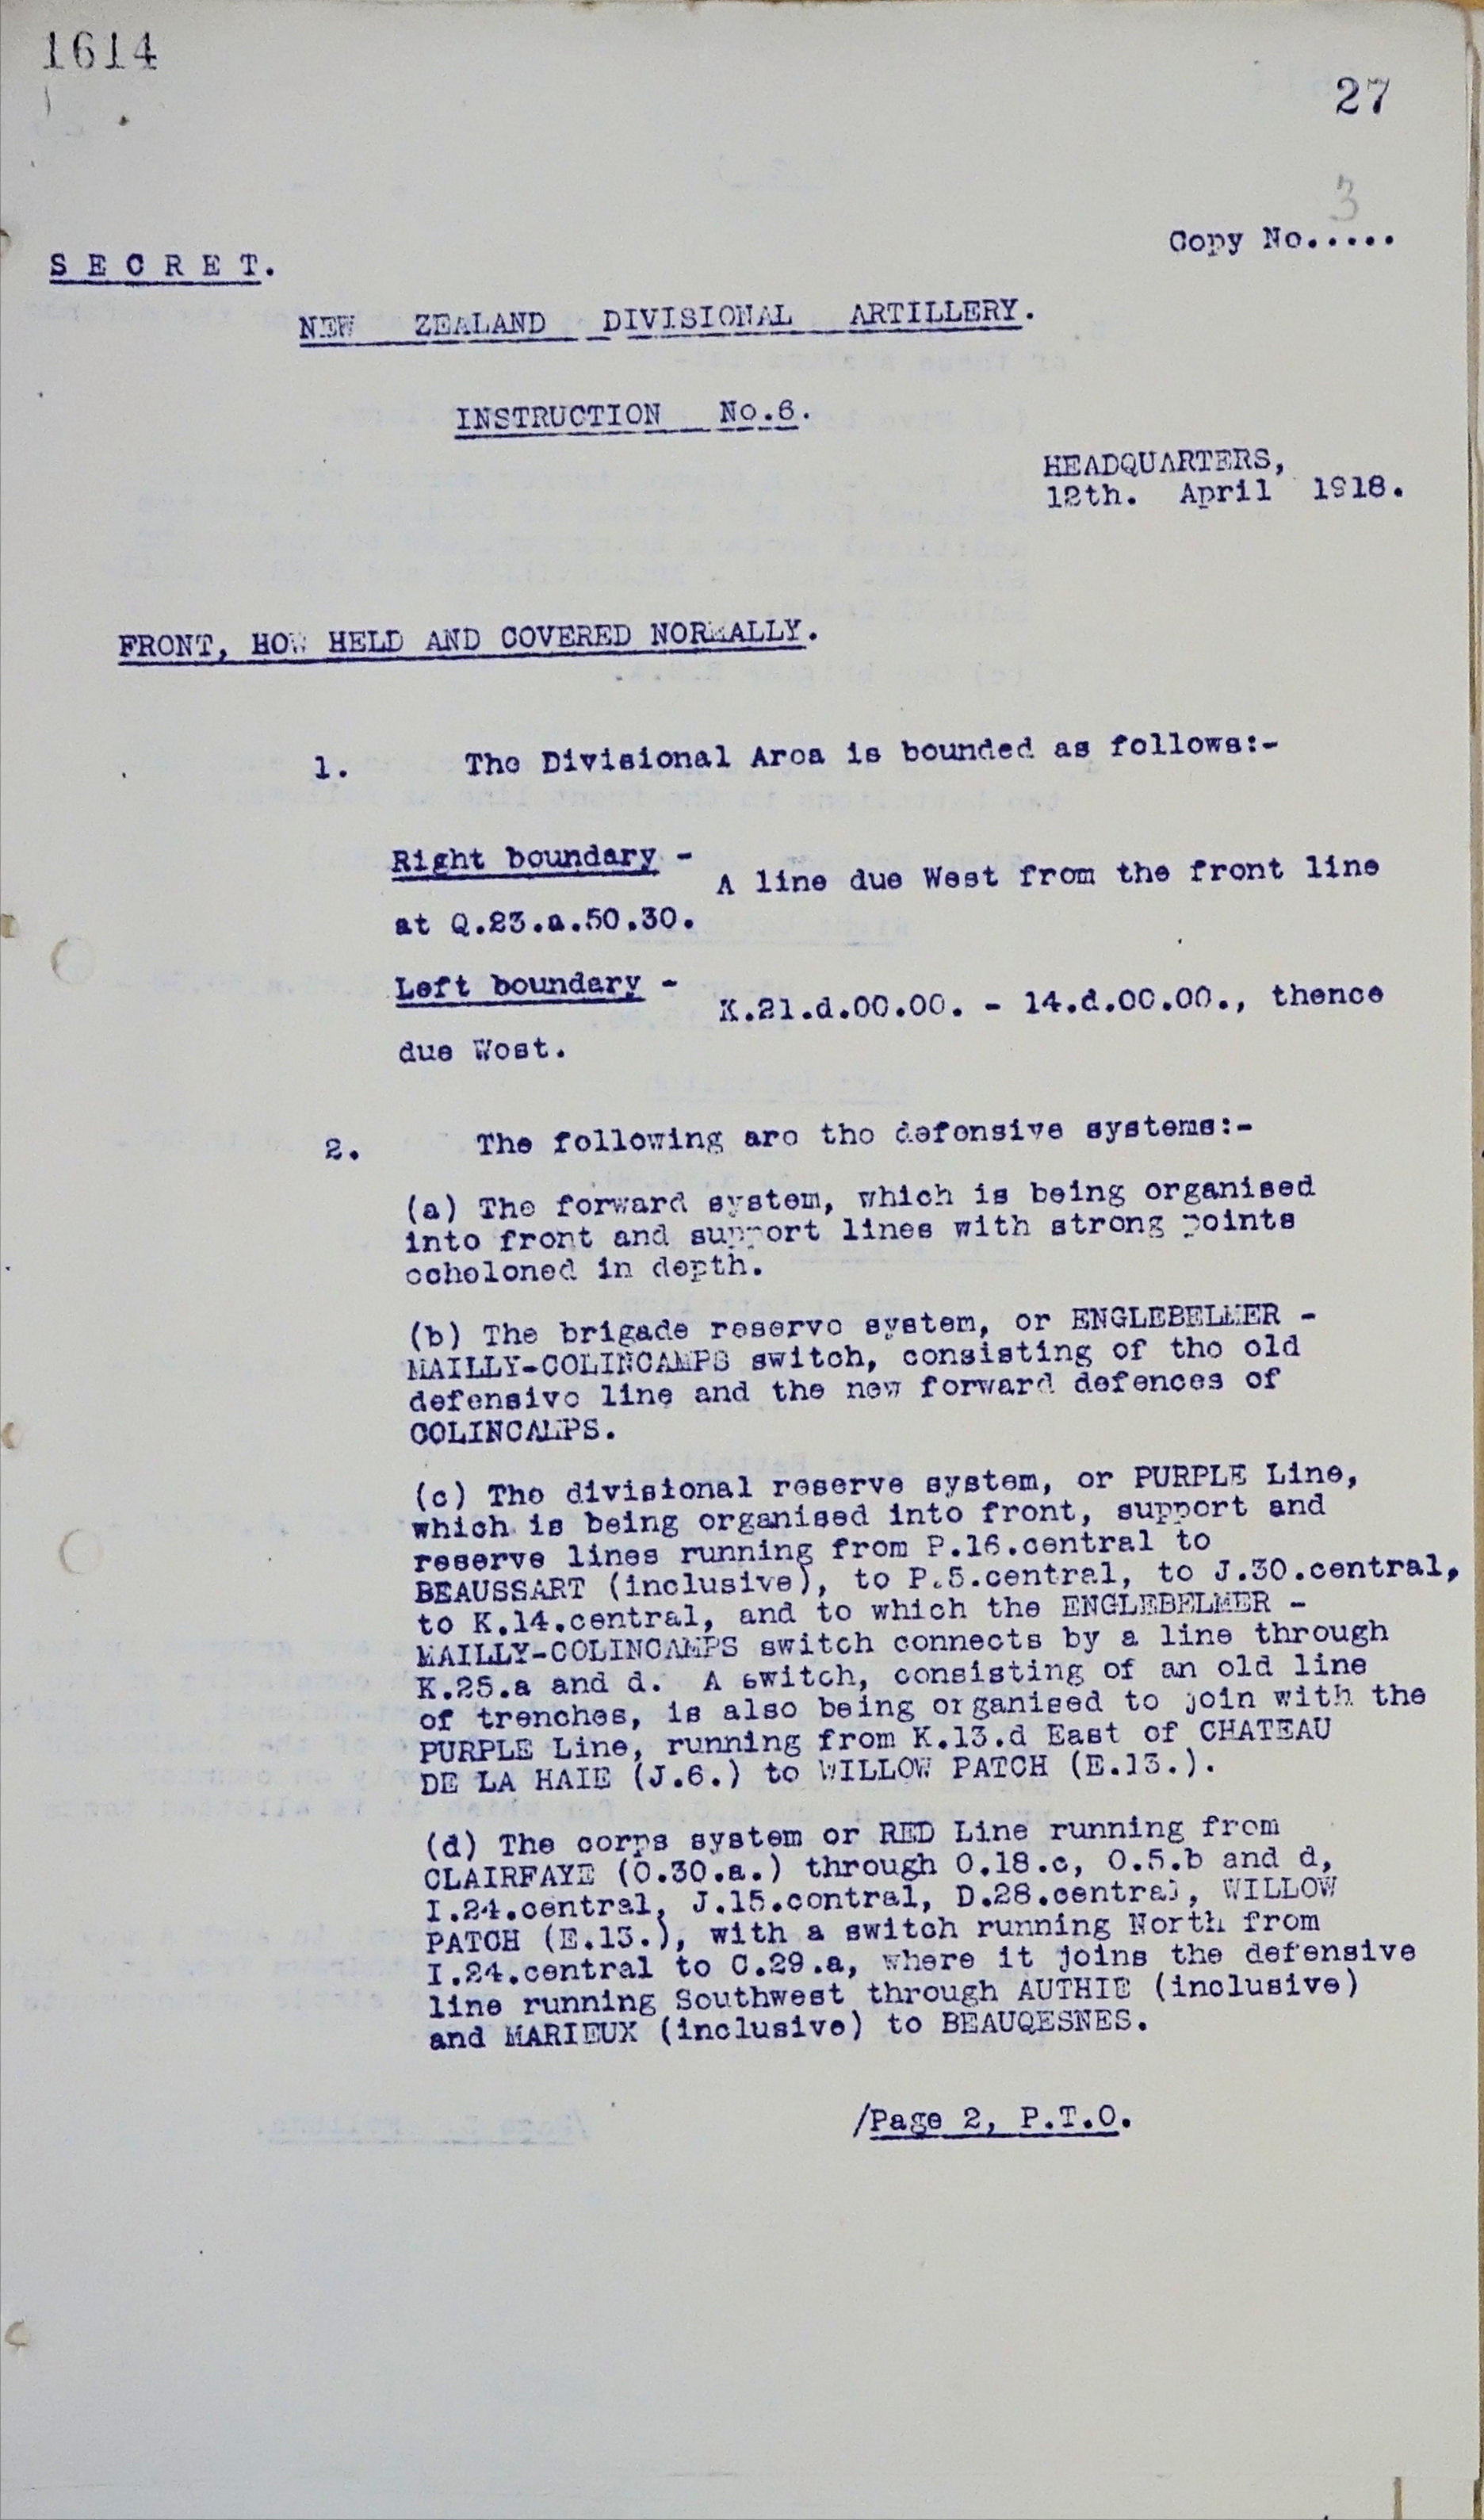 1614
27
3
Copy No.....
S E C R E T.
NEW ZEALAND DIVISIONAL ARTILLERY.
INSTRUCTION No.6.
HEADQUARTERS,
12th. April 1918.
FRONT, HOW HELD AND COVERED NORMALLY.
1. The Divisional Area is bounded as follows:-
Right boundary -
A line due West from the front line
at Q.23.a.50.30.
Left boundary -
K.21.d.00.00. - 14.d.00.00., thence
due West.
2. The following are the defensive systems:-
(a) The forward system, which is being organised
into front and support lines with strong points
echeloned in depth.
(b) The brigade reserve system, or ENGLEBELMER -
MAILLY-COLINCAMPS switch, consisting of the old
defensive line and the new forward defences of
COLINCAMPS.
(c) The divisional reserve system, or PURPLE Line,
which is being organised into front, support and
reserve lines running from P.16.central to
BEAUSSART (inclusive), to P.5.central, to J.30.central,
to K.14.central, and to which the ENGLEBELMER -
MAILLY-COLINCAMPS switch connects by a line through
K.25.a and d. A switch, consisting of an old line
of trenches, is also being organised to join with the
PURPLE Line, running from K.13.d East of CHATEAU
DE LA HAIE (J.6.) to WILLOW PATCH (E.13.).
(d) The corps system or RED Line running from
CLAIRFAYE (O.30.a.) through O.18.c, O.5.b and d,
I.24.central, J.15.central, D.28.central, WILLOW
PATCH (E.13.), with a switch running North from
I.24.central to C.29.a, where it joins the defensive
line running Southwest through AUTHIE (inclusive)
and MARIEUX (inclusive) to BEAUQESNES.
/Page 2, P.T.O.